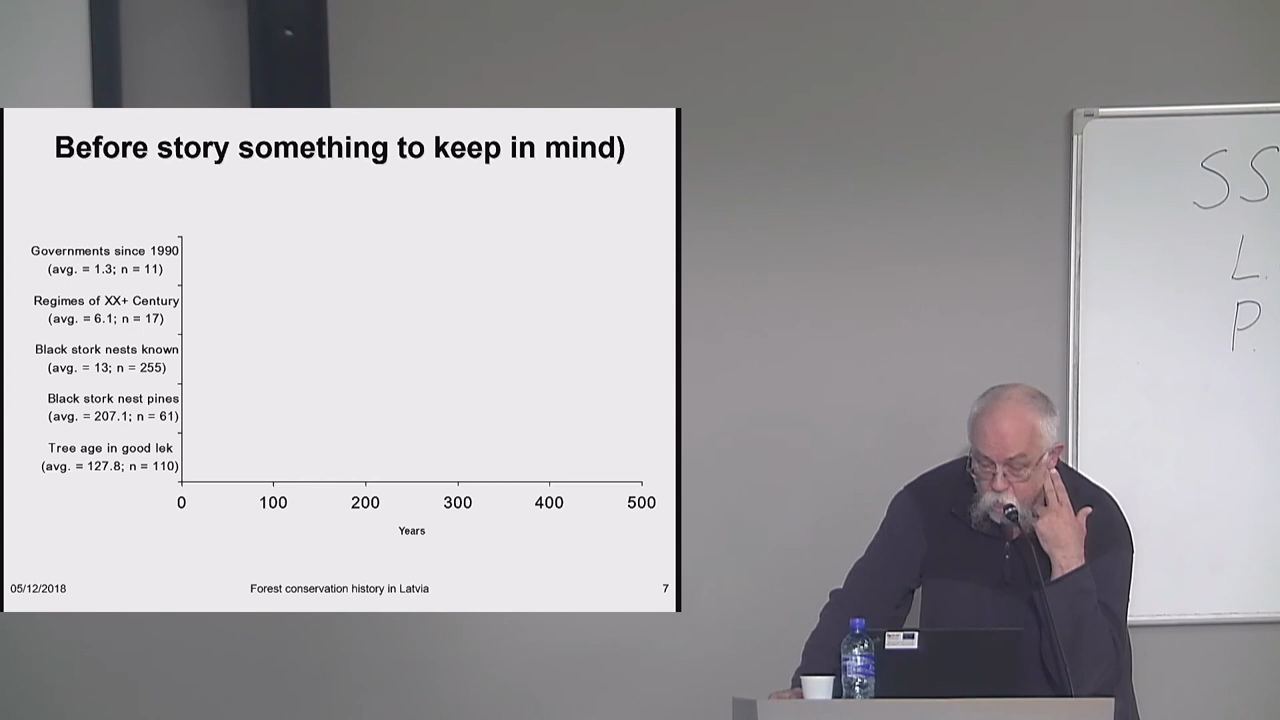 Before story something to keep in mind)
Governments since 1990
(avg. = 1.3; n = 11)
Regimes of XX+ Century
(avg. = 6.1; n = 17)
Black stork nests known
(avg. = 13; n = 255)
Black stork nest pines
(avg. = 207.1; n = 61)
Tree age in good lek
(avg. = 127.8; n = 110)
0 100 200 300 400 500
Years
05/12/2018 Forest conservation history in Latvia 7
SS
L.
P.